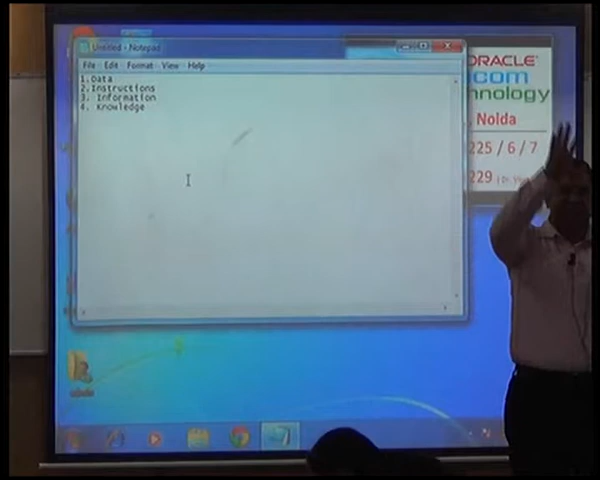 Untitled - Notepad
File Edit Format View Help
1.Data
2.Instructions
3. Information
4. Knowledge
ORACLE
com
hnology
Noida
225 / 6 / 7
229